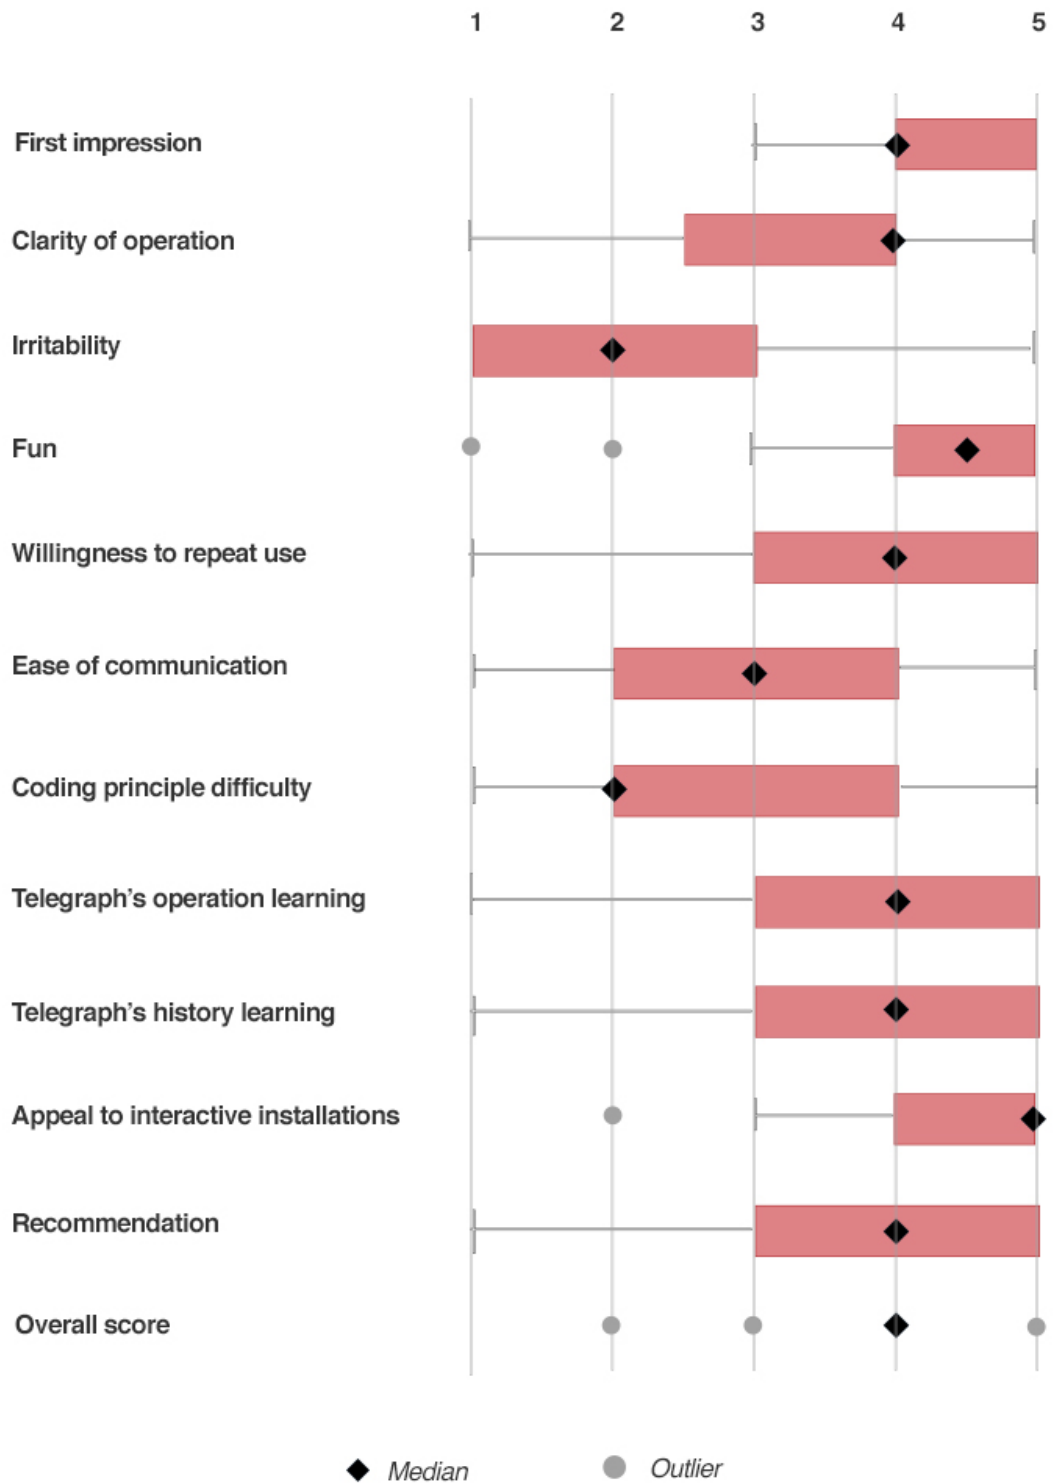 1 2 3 4 5
First impression
Clarity of operation
Irritability
Fun
Willingness to repeat use
Ease of communication
Coding principle difficulty
Telegraph’s operation learning
Telegraph’s history learning
Appeal to interactive installations
Recommendation
Overall score
Median Outlier